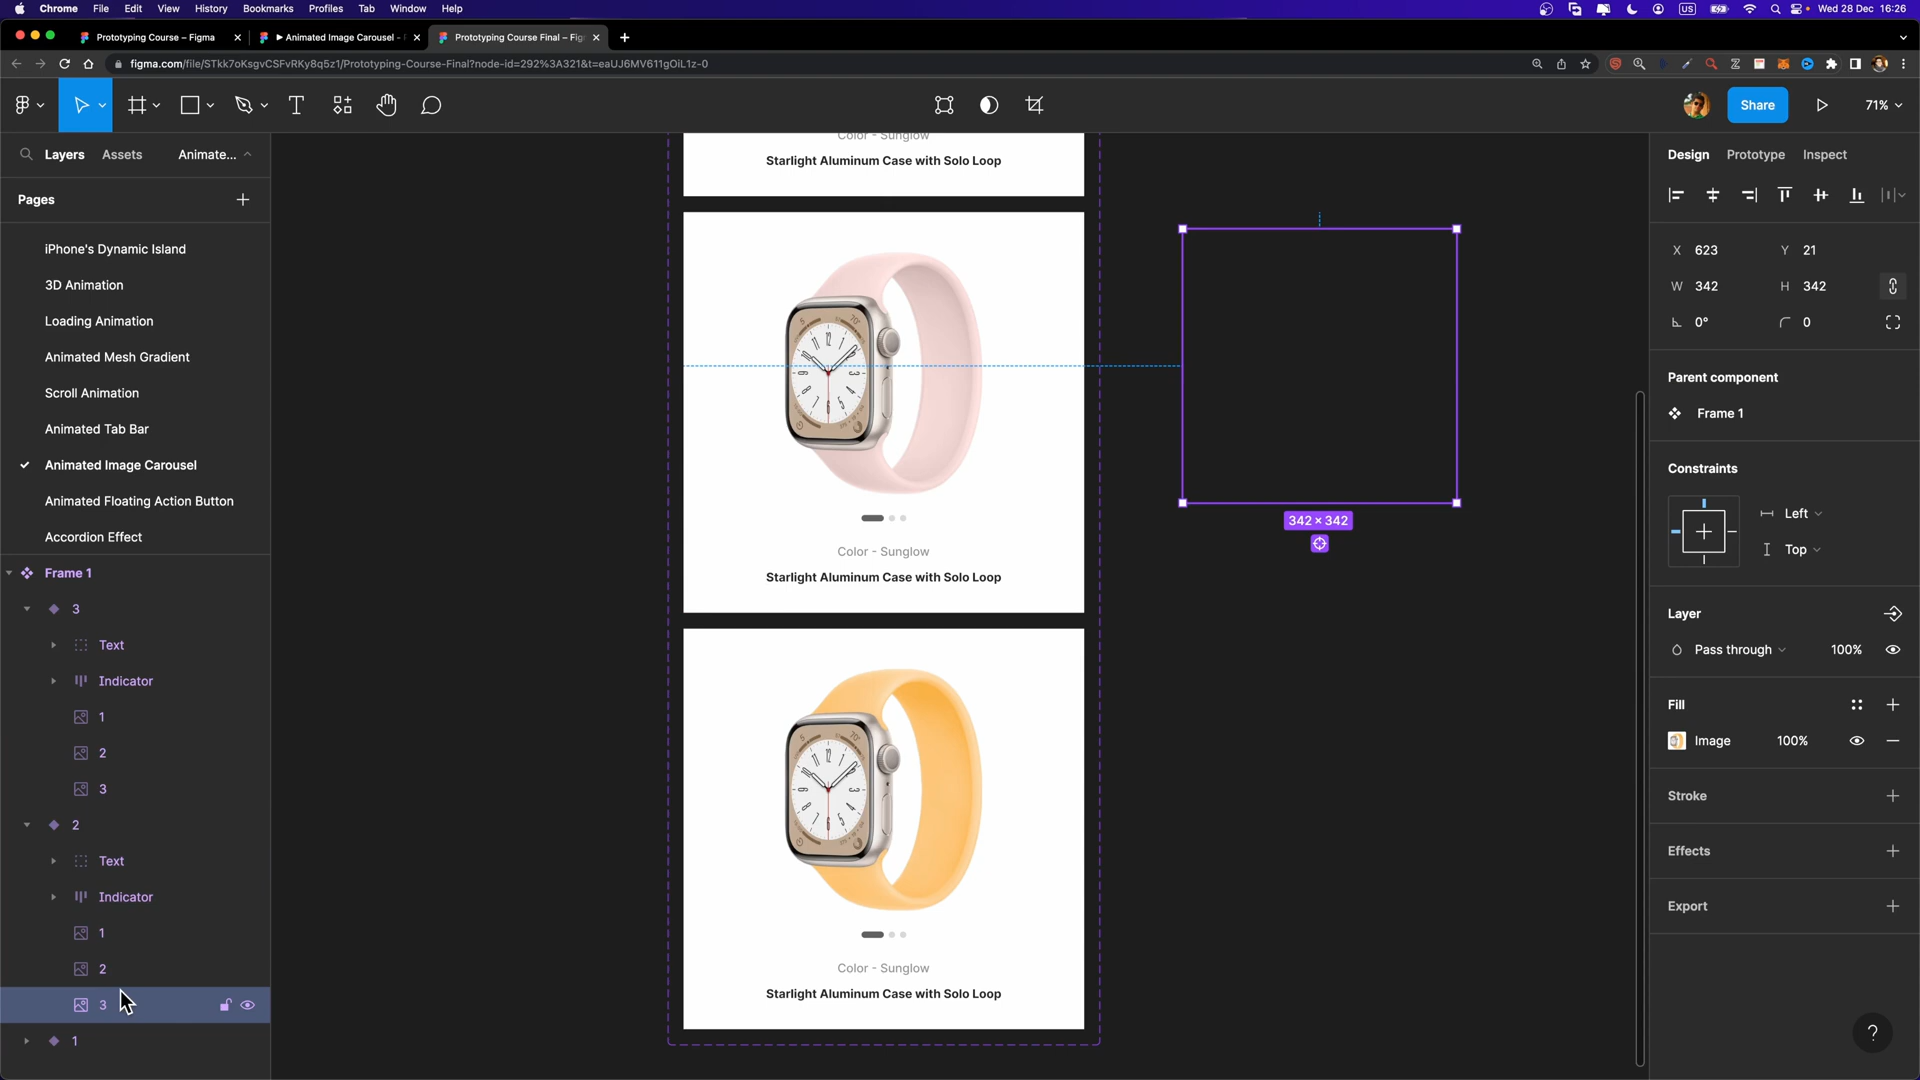 Chrome File Edit View History Bookmarks Profiles Tab Window Help US Wed 28 Dec 16:26
Prototyping Course – Figma Animated Image Carousel - Prototyping Course Final – Fig
figma.com/file/STkk7oKsgvCSFvRKy8q5z1/Prototyping-Course-Final?node-id=292%3A321&t=eaUJ6MV611gOiL1z-0
Share 71%
Layers Assets Animate...
Pages
iPhone's Dynamic Island
3D Animation
Loading Animation
Animated Mesh Gradient
Scroll Animation
Animated Tab Bar
Animated Image Carousel
Animated Floating Action Button
Accordion Effect
Frame 1
3
Text
Indicator
1
2
3
2
Text
Indicator
1
2
3
1
Color - Sunglow
Starlight Aluminum Case with Solo Loop
Color - Sunglow
Starlight Aluminum Case with Solo Loop
Color - Sunglow
Starlight Aluminum Case with Solo Loop
342 × 342
Design Prototype Inspect
X 623 Y 21
W 342 H 342
0° 0
Parent component
Frame 1
Constraints
Left
Top
Layer
Pass through 100%
Fill
Image 100%
Stroke
Effects
Export
?